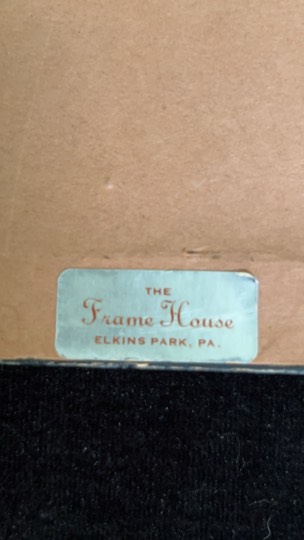 THE
Frame House
ELKINS PARK, PA.